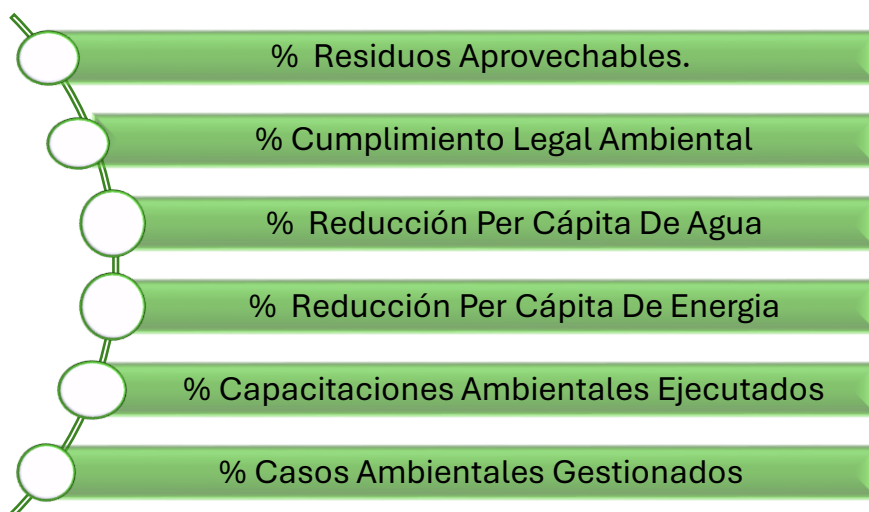 % Residuos Aprovechables.
% Cumplimiento Legal Ambiental
% Reducción Per Cápita De Agua
% Reducción Per Cápita De Energia
% Capacitaciones Ambientales Ejecutados
% Casos Ambientales Gestionados